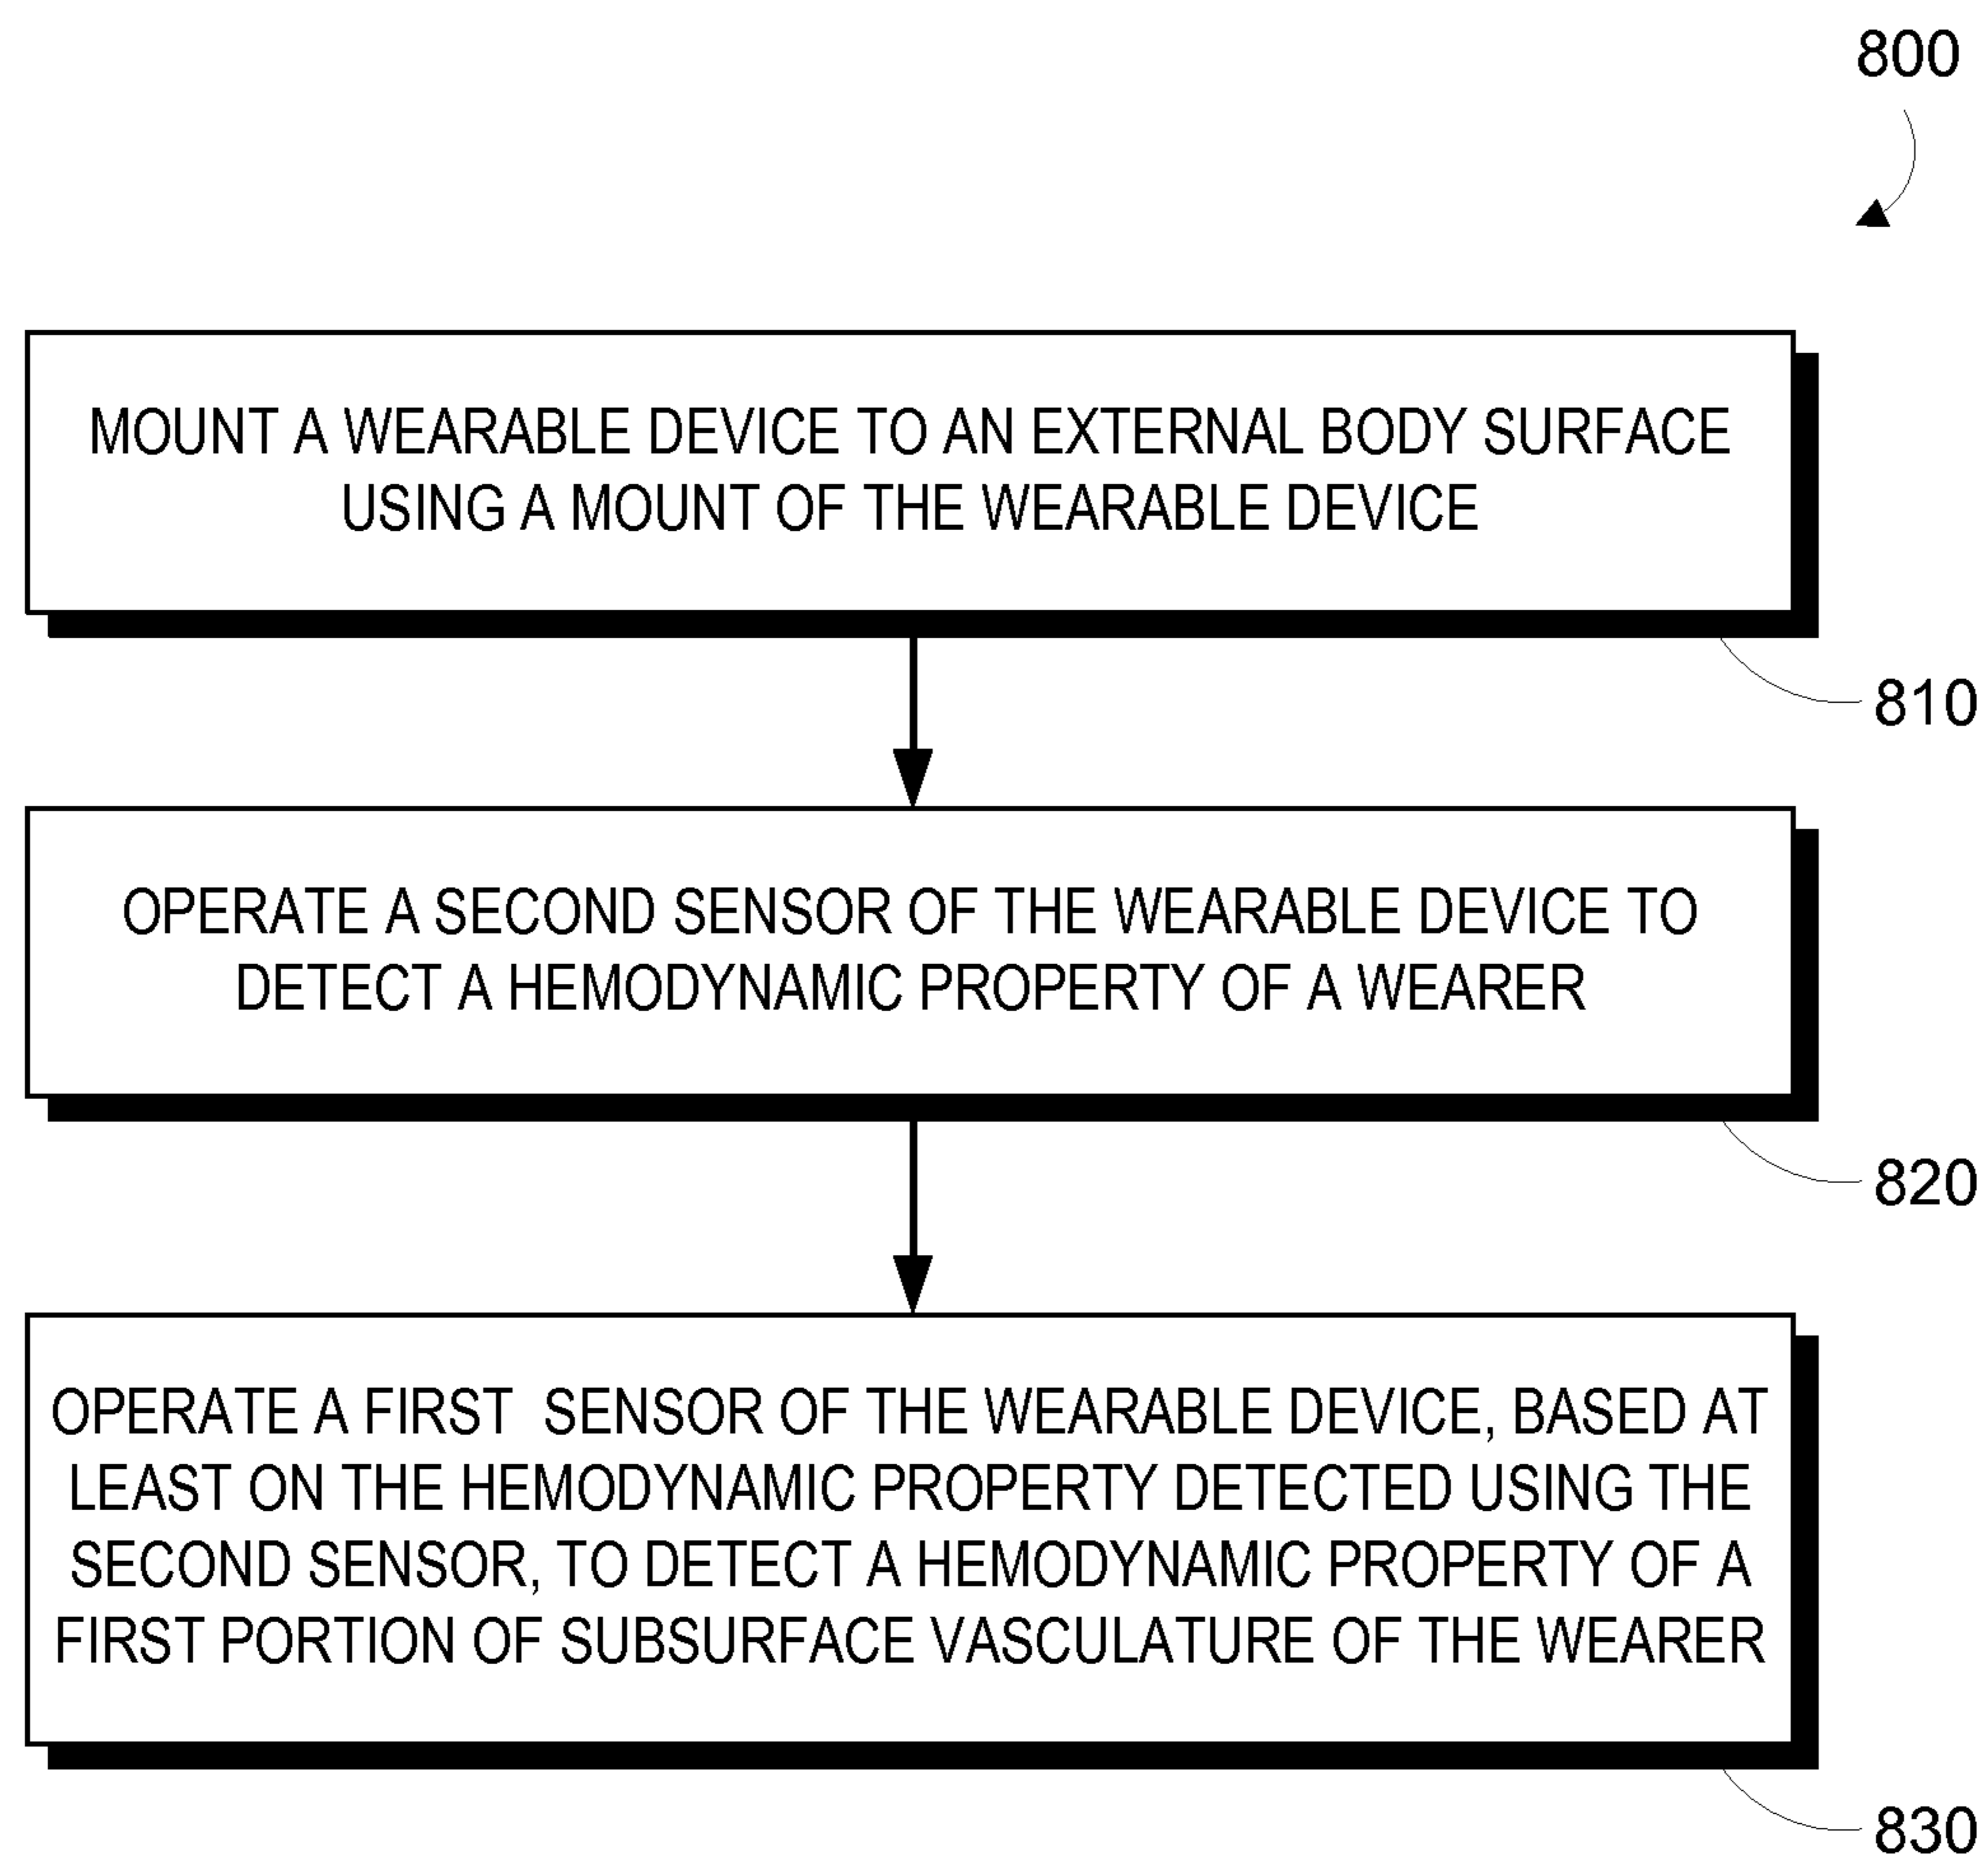 800
MOUNT A WEARABLE DEVICE TO AN EXTERNAL BODY SURFACE
USING A MOUNT OF THE WEARABLE DEVICE
810
OPERATE A SECOND SENSOR OF THE WEARABLE DEVICE TO
DETECT A HEMODYNAMIC PROPERTY OF A WEARER
820
OPERATE A FIRST SENSOR OF THE WEARABLE DEVICE, BASED AT
LEAST ON THE HEMODYNAMIC PROPERTY DETECTED USING THE
SECOND SENSOR, TO DETECT A HEMODYNAMIC PROPERTY OF A
FIRST PORTION OF SUBSURFACE VASCULATURE OF THE WEARER
830